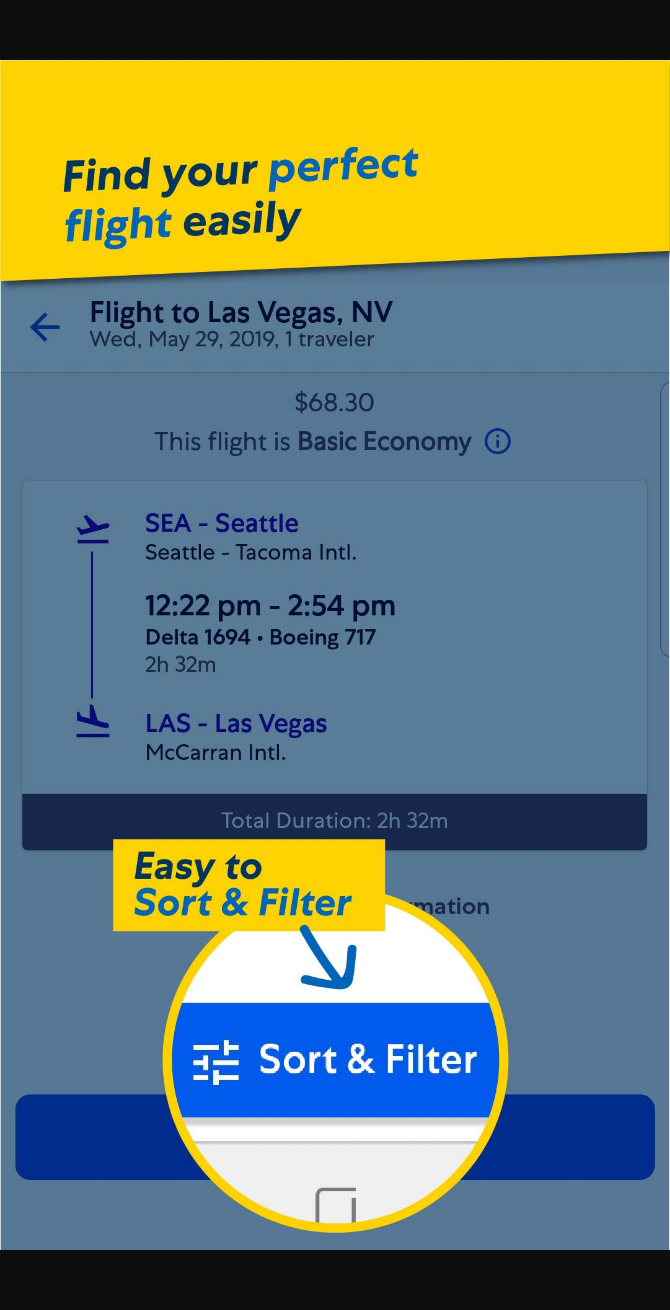 Find your perfect
flight easily
Flight to Las Vegas, NV
Wed, May 29, 2019, 1 traveler
$68.30
This flight is Basic Economy
SEA - Seattle
Seattle - Tacoma Intl.
12:22 pm - 2:54 pm
Delta 1694 • Boeing 717
2h 32m
LAS - Las Vegas
McCarran Intl.
Total Duration: 2h 32m
Easy to
Sort & Filter
Sort & Filter